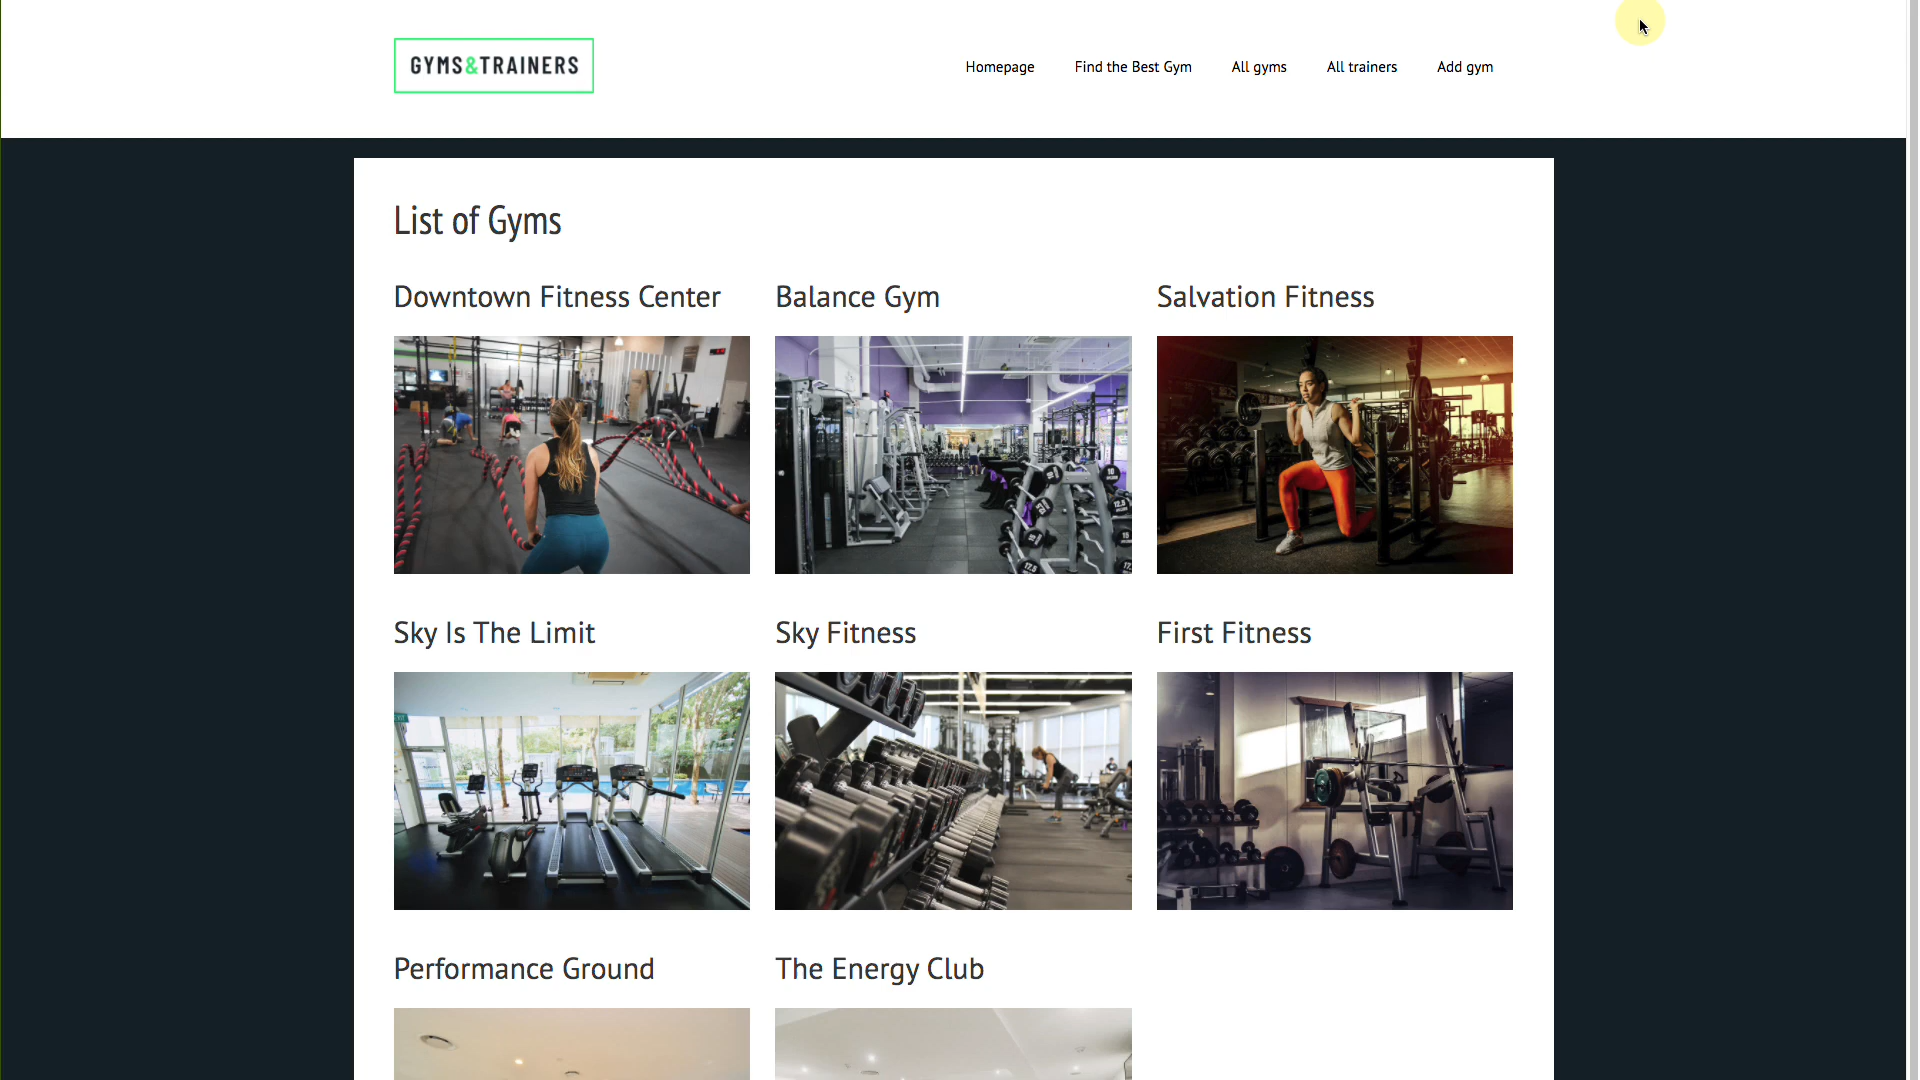 GYMS&TRAINERS
Homepage Find the Best Gym All gyms All trainers Add gym
List of Gyms
Downtown Fitness Center Balance Gym Salvation Fitness
Sky Is The Limit Sky Fitness First Fitness
Performance Ground The Energy Club